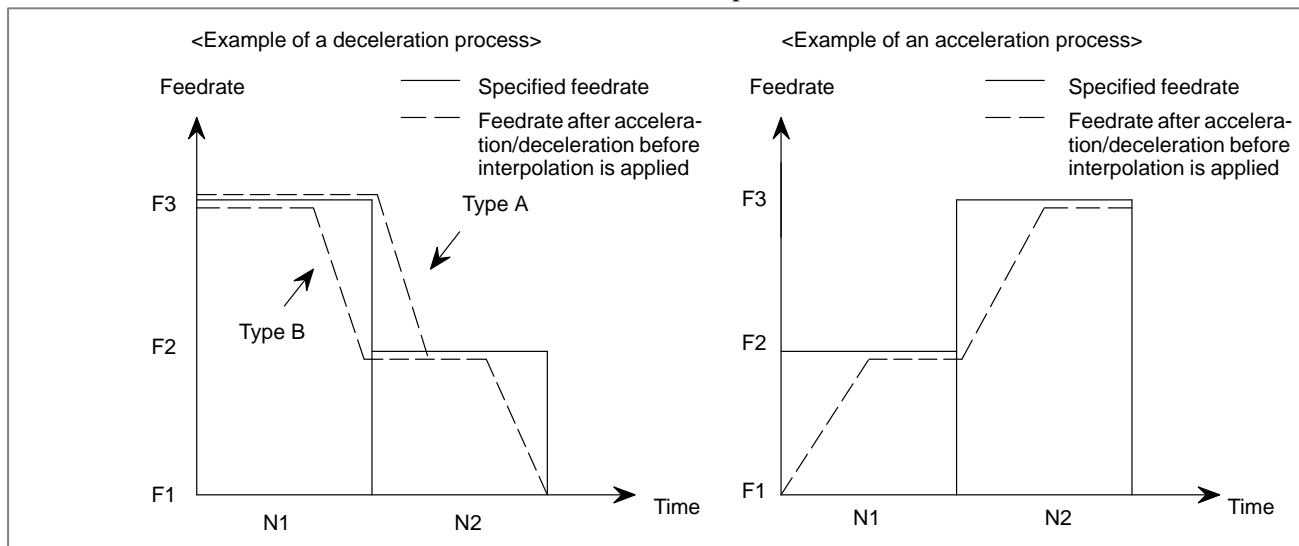 <Example of a deceleration process>
Feedrate
Specified feedrate
Feedrate after accelera-
tion/deceleration before
interpolation is applied
F3
Type A
Type B
F2
F1
Time
N1
N2
<Example of an acceleration process>
Feedrate
Specified feedrate
Feedrate after accelera-
tion/deceleration before
interpolation is applied
F3
F2
F1
Time
N1
N2